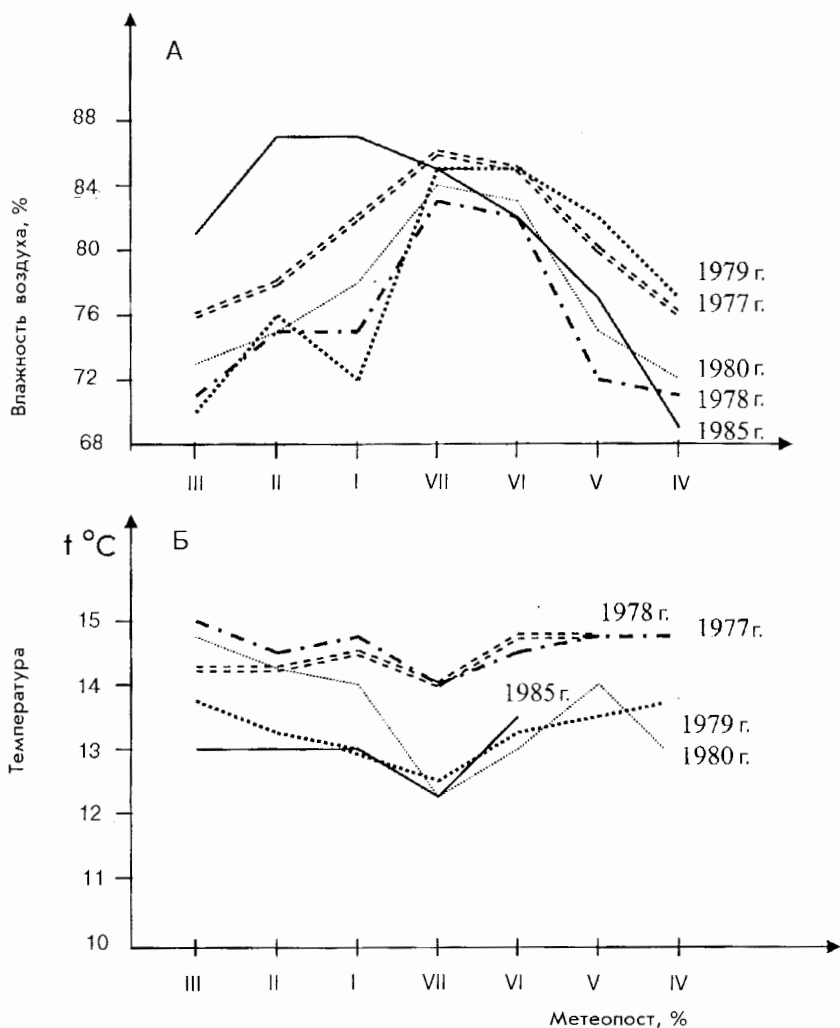 А
Влажность воздуха, %
88
84
80
76
72
68
1979 г.
1977 г.
1980 г.
1978 г.
1985 г.
III II I VII VI V IV
t °C
Б
Температура
15
14
13
12
11
10
1978 г.
1977 г.
1985 г.
1979 г.
1980 г.
III II I VII VI V IV
Метеопост, %